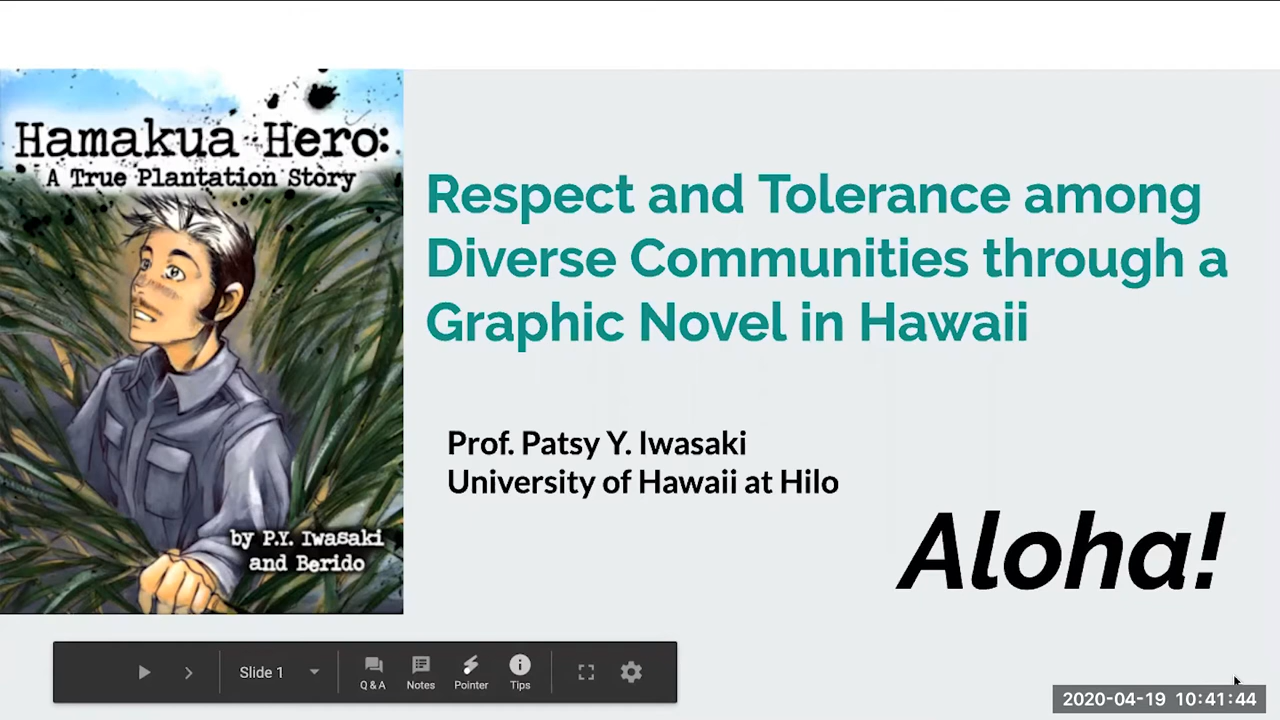 Hamakua Hero:
A True Plantation Story
by P.Y. Iwasaki
and Berido
Respect and Tolerance among
Diverse Communities through a
Graphic Novel in Hawaii
Prof. Patsy Y. Iwasaki
University of Hawaii at Hilo
Aloha!
Slide 1
Q & A
Notes
Pointer
Tips
2020-04-19 10:41:44